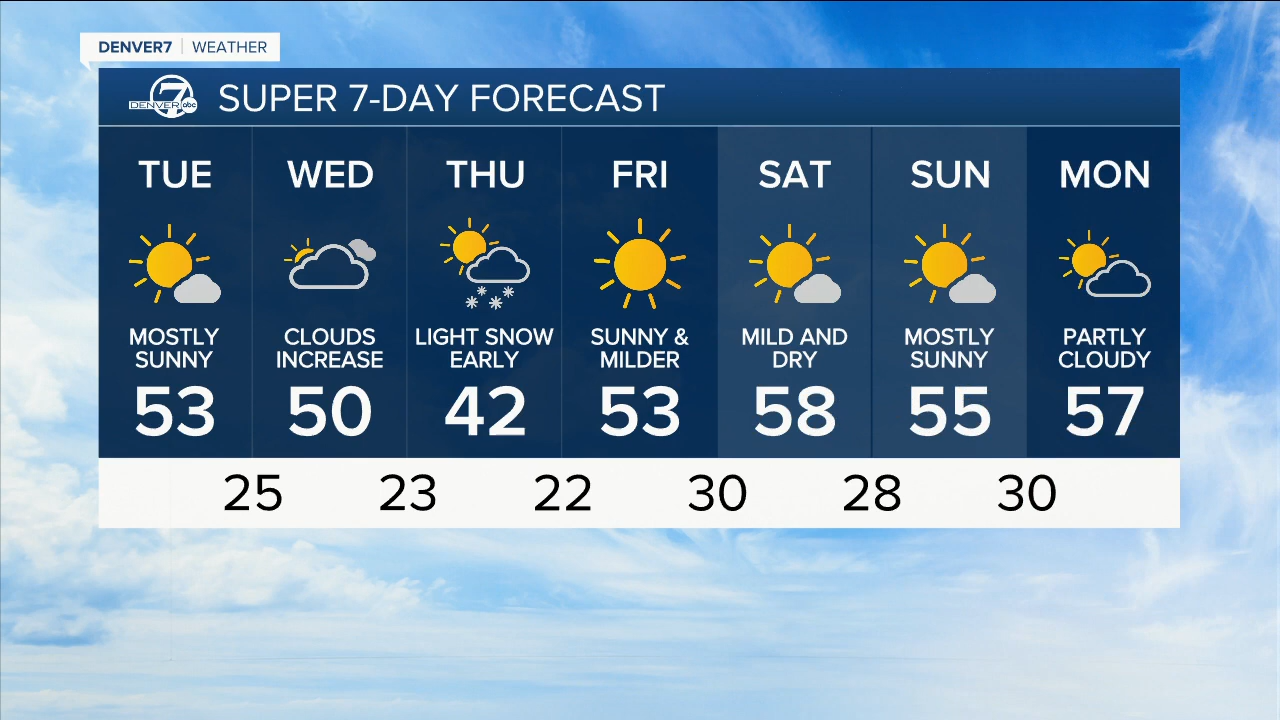 DENVER7 | WEATHER
7
DENVER abc
SUPER 7-DAY FORECAST
TUE WED THU FRI SAT SUN MON
MOSTLY SUNNY
CLOUDS INCREASE
LIGHT SNOW EARLY
SUNNY & MILDER
MILD AND DRY
MOSTLY SUNNY
PARTLY CLOUDY
53 50 42 53 58 55 57
25 23 22 30 28 30